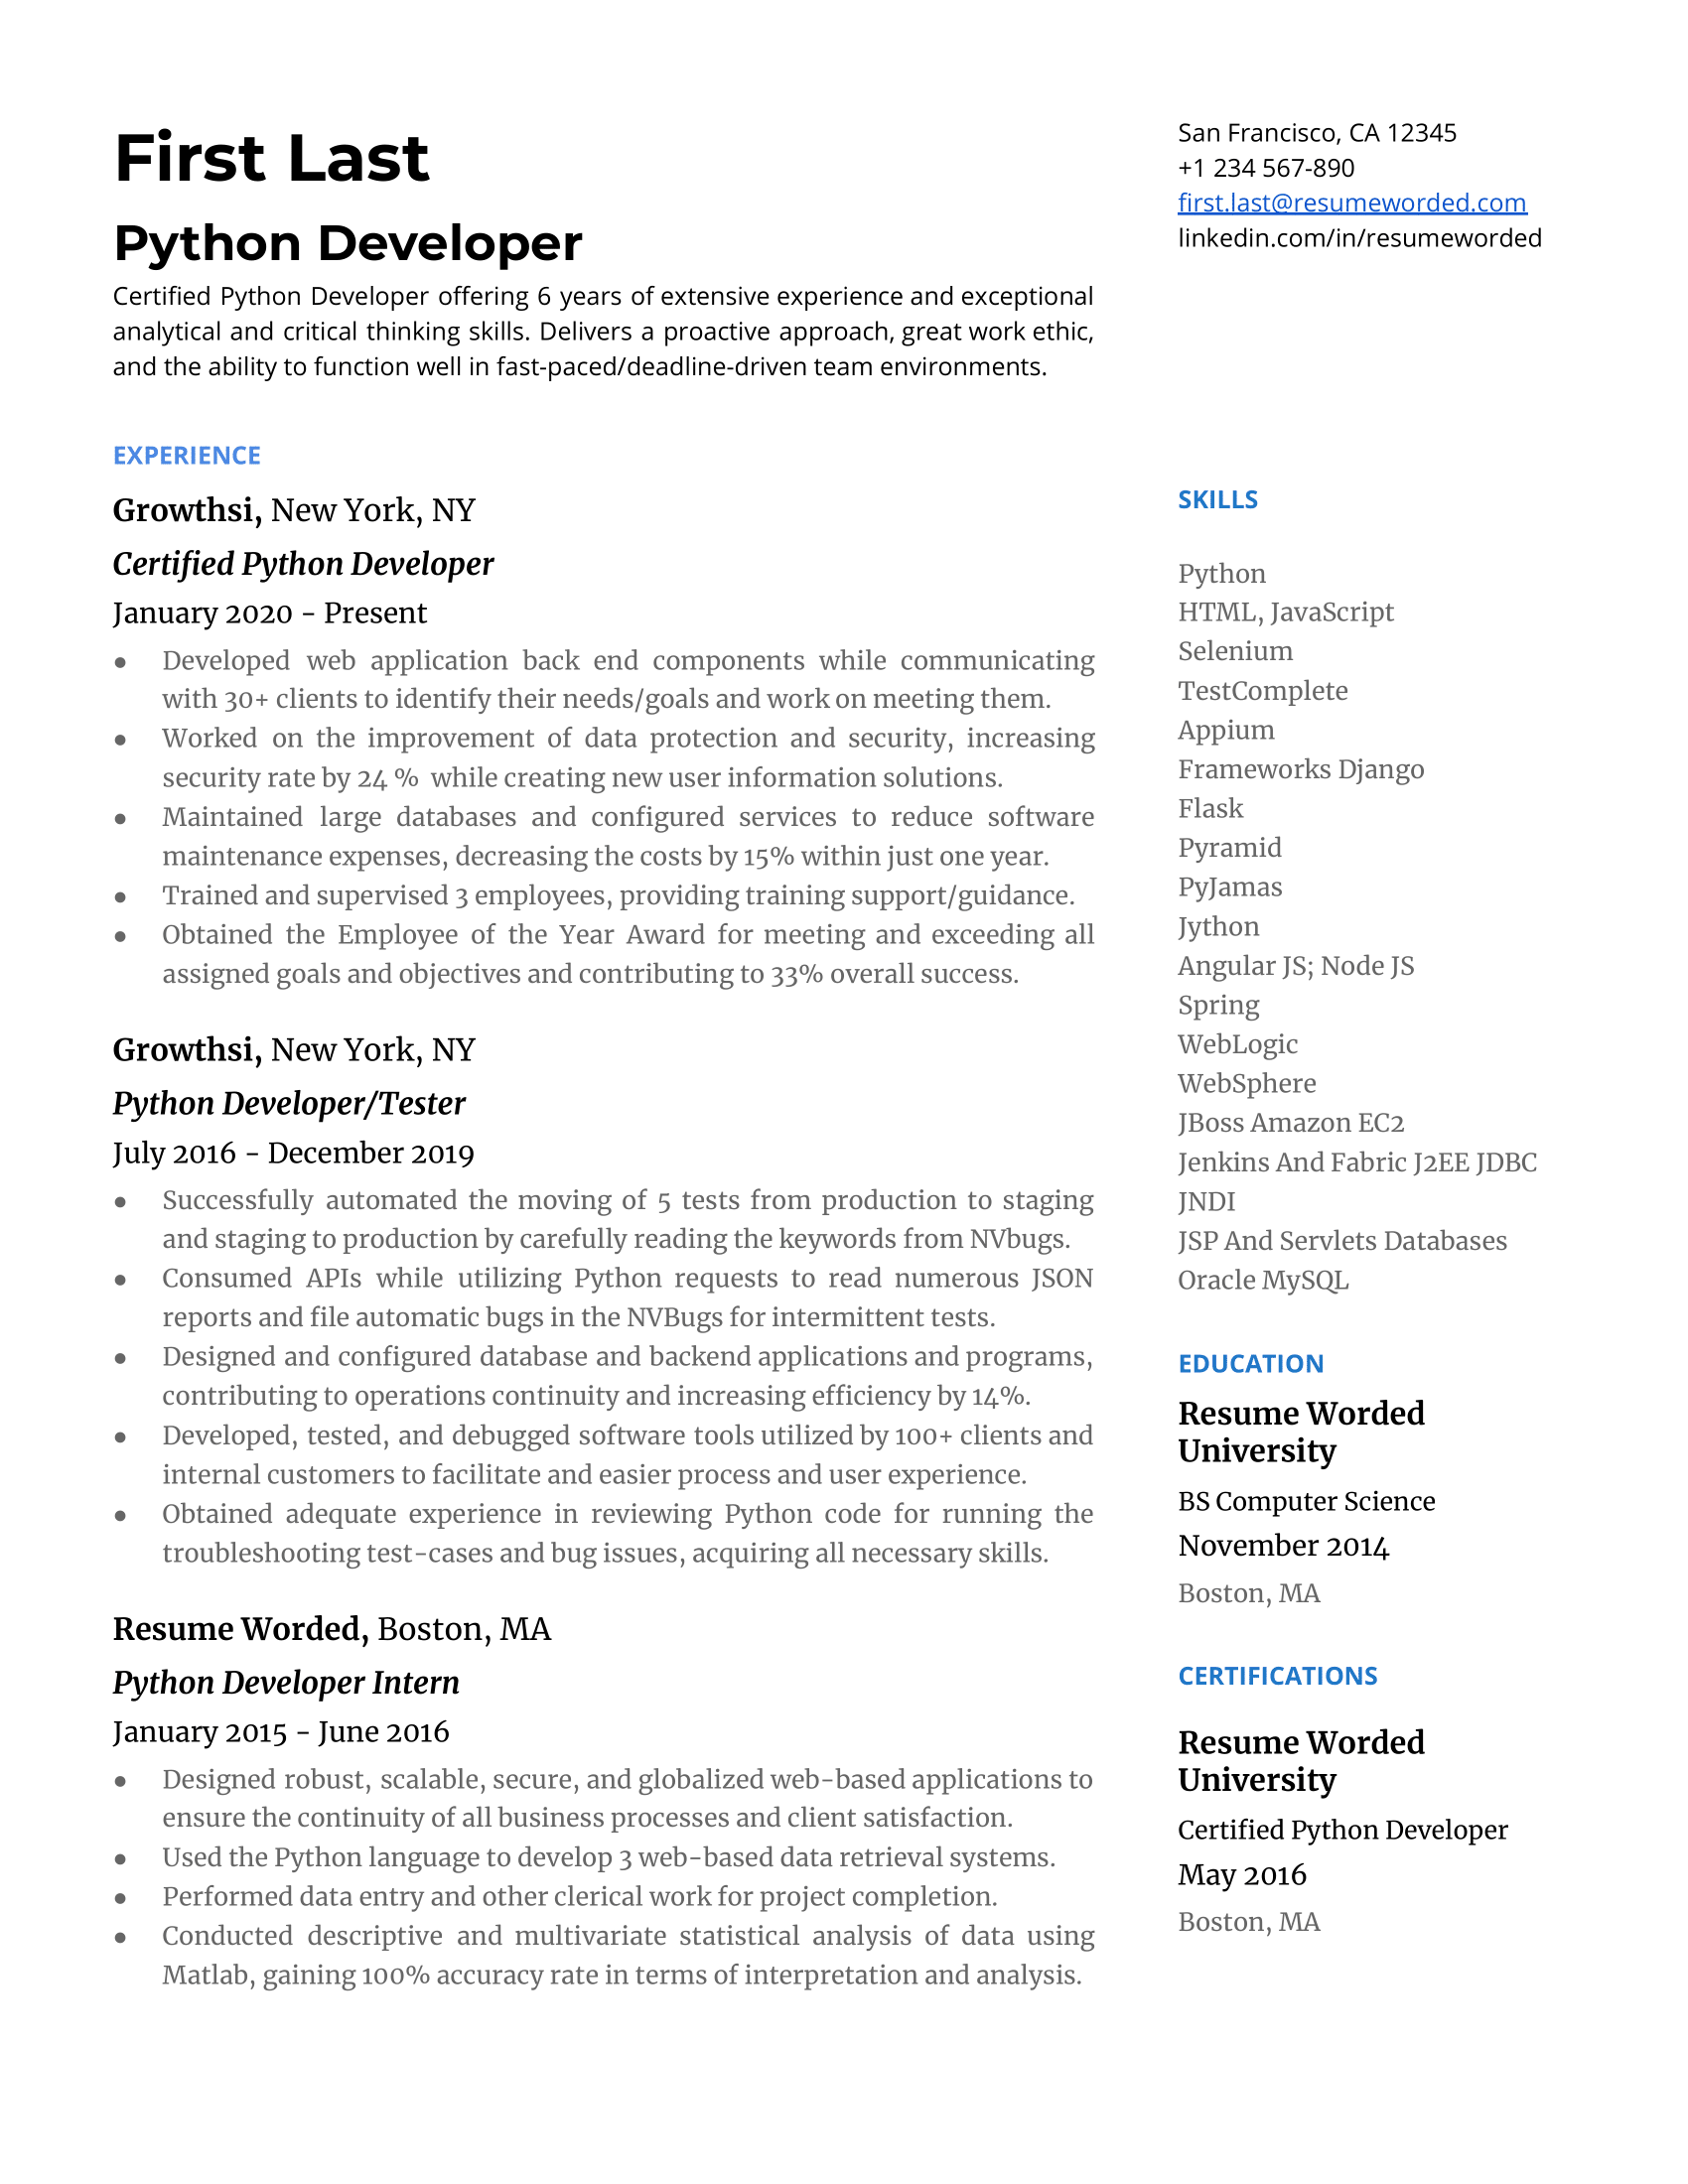 First Last
Python Developer
Certified Python Developer offering 6 years of extensive experience and exceptional
analytical and critical thinking skills. Delivers a proactive approach, great work ethic,
and the ability to function well in fast-paced/deadline-driven team environments.
San Francisco, CA 12345
+1 234 567-890
first.last@resumeworded.com
linkedin.com/in/resumeworded
EXPERIENCE
Growthsi, New York, NY
Certified Python Developer
January 2020 - Present
● Developed web application back end components while communicating
with 30+ clients to identify their needs/goals and work on meeting them.
● Worked on the improvement of data protection and security, increasing
security rate by 24 % while creating new user information solutions.
● Maintained large databases and configured services to reduce software
maintenance expenses, decreasing the costs by 15% within just one year.
● Trained and supervised 3 employees, providing training support/guidance.
● Obtained the Employee of the Year Award for meeting and exceeding all
assigned goals and objectives and contributing to 33% overall success.
Growthsi, New York, NY
Python Developer/Tester
July 2016 - December 2019
● Successfully automated the moving of 5 tests from production to staging
and staging to production by carefully reading the keywords from NVbugs.
● Consumed APIs while utilizing Python requests to read numerous JSON
reports and file automatic bugs in the NVBugs for intermittent tests.
● Designed and configured database and backend applications and programs,
contributing to operations continuity and increasing efficiency by 14%.
● Developed, tested, and debugged software tools utilized by 100+ clients and
internal customers to facilitate and easier process and user experience.
● Obtained adequate experience in reviewing Python code for running the
troubleshooting test-cases and bug issues, acquiring all necessary skills.
Resume Worded, Boston, MA
Python Developer Intern
January 2015 - June 2016
● Designed robust, scalable, secure, and globalized web-based applications to
ensure the continuity of all business processes and client satisfaction.
● Used the Python language to develop 3 web-based data retrieval systems.
● Performed data entry and other clerical work for project completion.
● Conducted descriptive and multivariate statistical analysis of data using
Matlab, gaining 100% accuracy rate in terms of interpretation and analysis.
SKILLS
Python
HTML, JavaScript
Selenium
TestComplete
Appium
Frameworks Django
Flask
Pyramid
PyJamas
Jython
Angular JS; Node JS
Spring
WebLogic
WebSphere
JBoss Amazon EC2
Jenkins And Fabric J2EE JDBC
JNDI
JSP And Servlets Databases
Oracle MySQL
EDUCATION
Resume Worded
University
BS Computer Science
November 2014
Boston, MA
CERTIFICATIONS
Resume Worded
University
Certified Python Developer
May 2016
Boston, MA